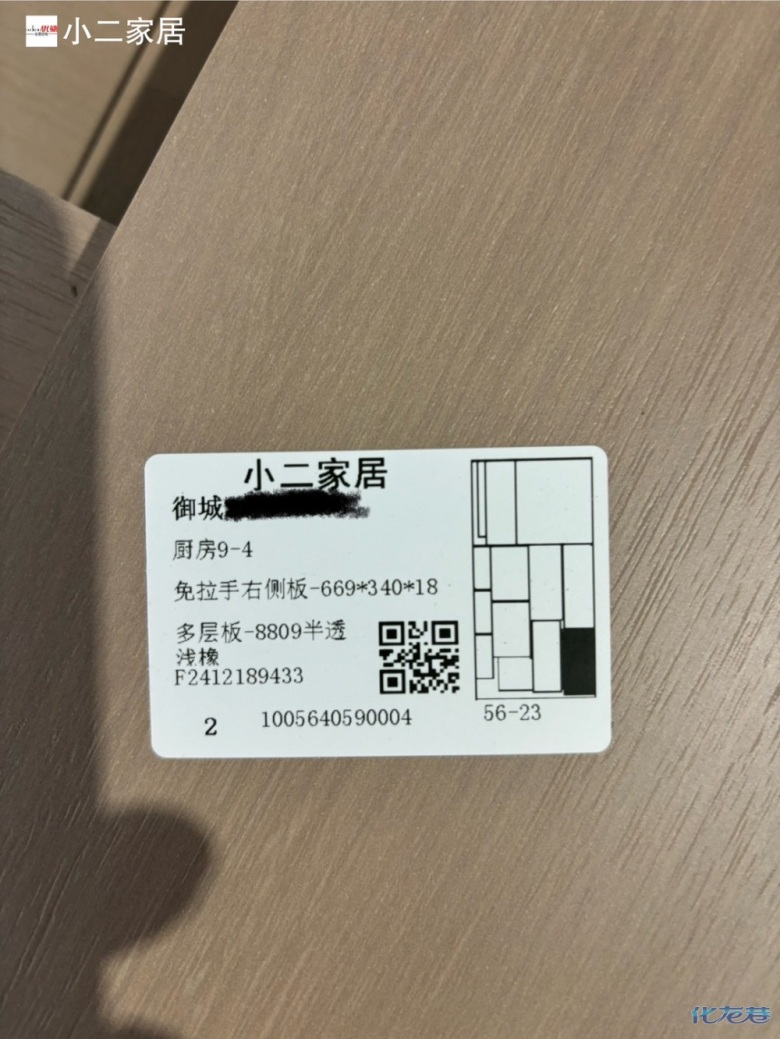 小二家居
小二家居
御城
厨房9-4
免拉手右侧板-669*340*18
多层板-8809半透
浅橡
F2412189433
2
1005640590004
56-23
化龙巷